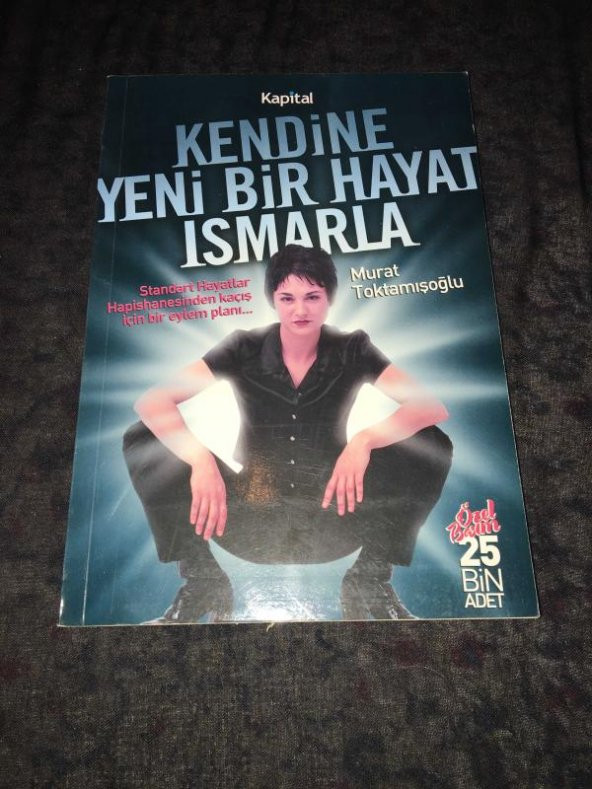 Kapital
KENDİNE
YENİ BİR HAYAT
ISMARLA
Murat
Toktamışoğlu
Standart Hayatlar
Hapishanesinden kaçış
için bir eylem planı...
Özel
Baskı
25
BİN
ADET